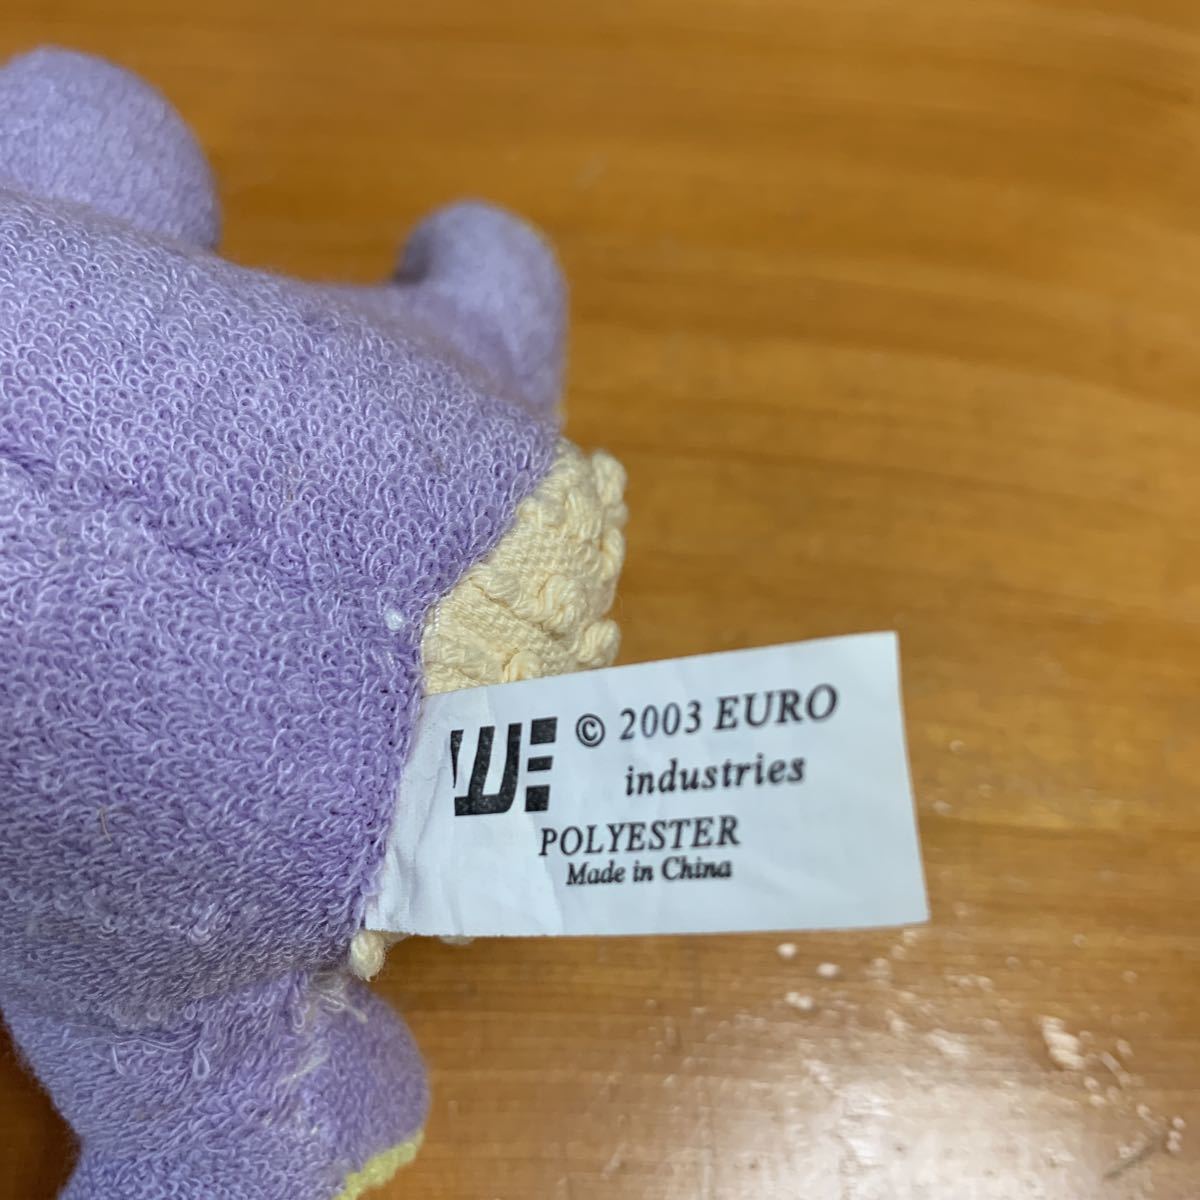 © 2003 EURO
industries
POLYESTER
Made in China